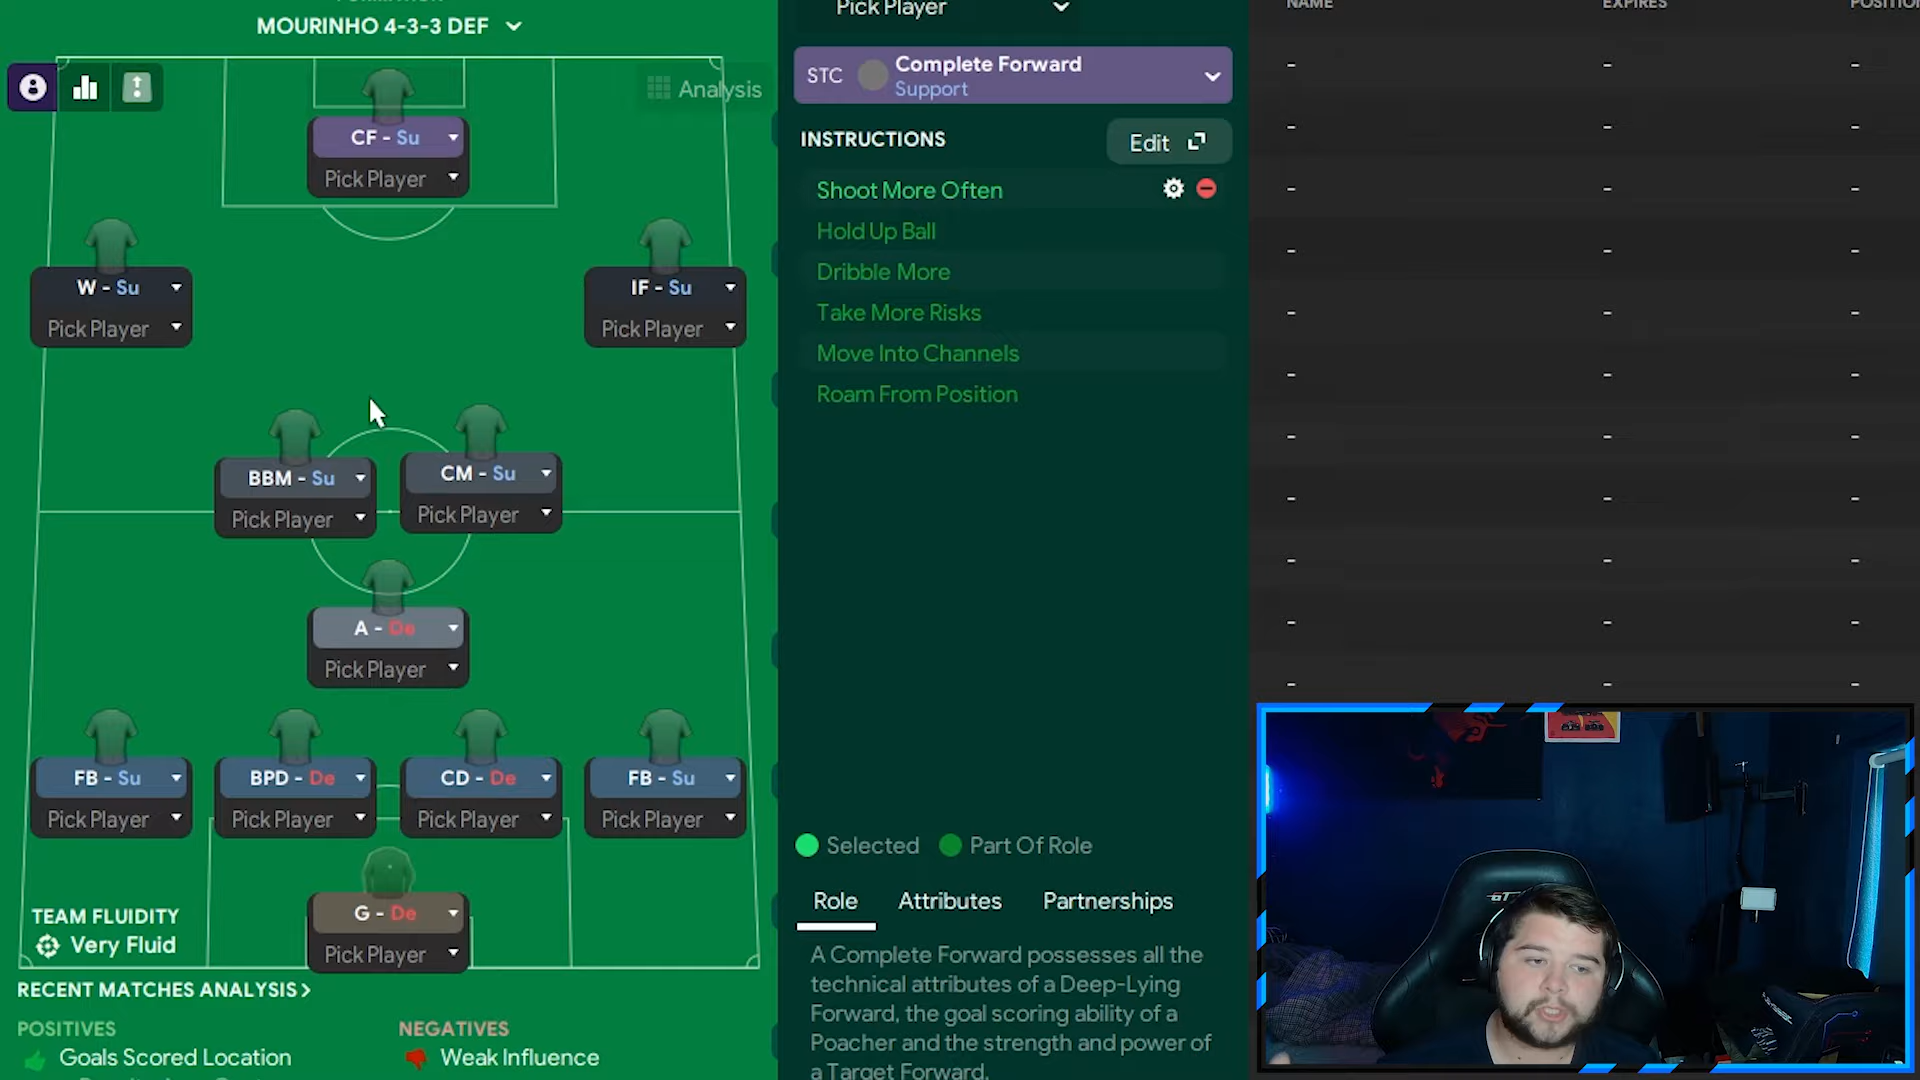 MOURINHO 4-3-3 DEF
Analysis
CF - Su
Pick Player
W - Su
Pick Player
IF - Su
Pick Player
BBM - Su
Pick Player
CM - Su
Pick Player
A - De
Pick Player
FB - Su
Pick Player
BPD - De
Pick Player
CD - De
Pick Player
FB - Su
Pick Player
G - De
Pick Player
TEAM FLUIDITY
Very Fluid
RECENT MATCHES ANALYSIS >
POSITIVES
Goals Scored Location
NEGATIVES
Weak Influence
Pick Player
STC
Complete Forward
Support
INSTRUCTIONS
Edit
Shoot More Often
Hold Up Ball
Dribble More
Take More Risks
Move Into Channels
Roam From Position
Selected
Part Of Role
Role Attributes Partnerships
A Complete Forward possesses all the
technical attributes of a Deep-Lying
Forward, the goal scoring ability of a
Poacher and the strength and power of
a Target Forward.
NAME EXPIRES